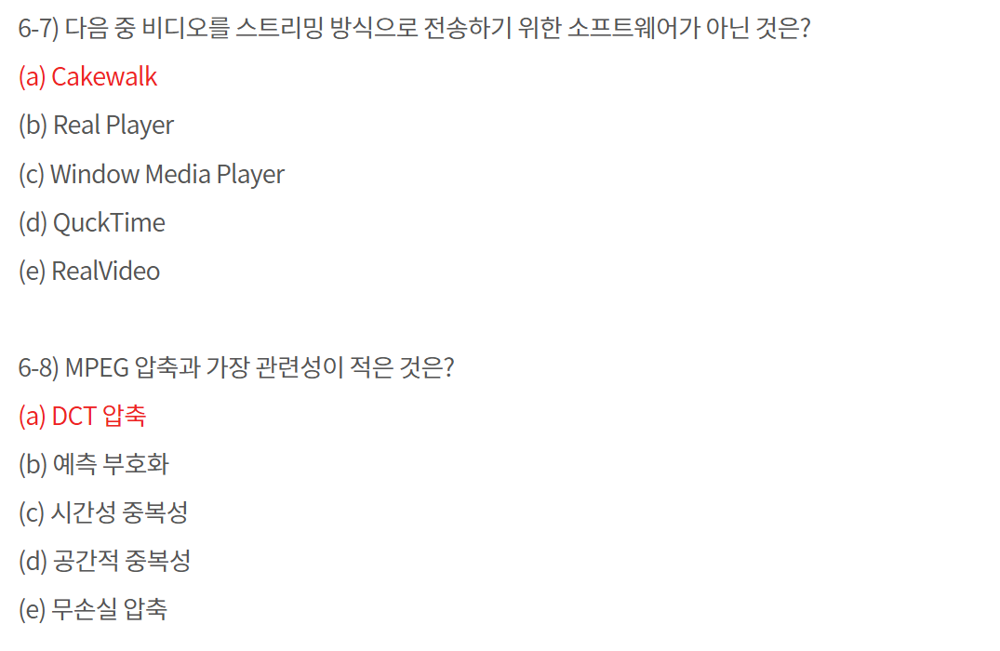 6-7) 다음 중 비디오를 스트리밍 방식으로 전송하기 위한 소프트웨어가 아닌 것은?
(a) Cakewalk
(b) Real Player
(c) Window Media Player
(d) QuckTime
(e) RealVideo
6-8) MPEG 압축과 가장 관련성이 적은 것은?
(a) DCT 압축
(b) 예측 부호화
(c) 시간성 중복성
(d) 공간적 중복성
(e) 무손실 압축